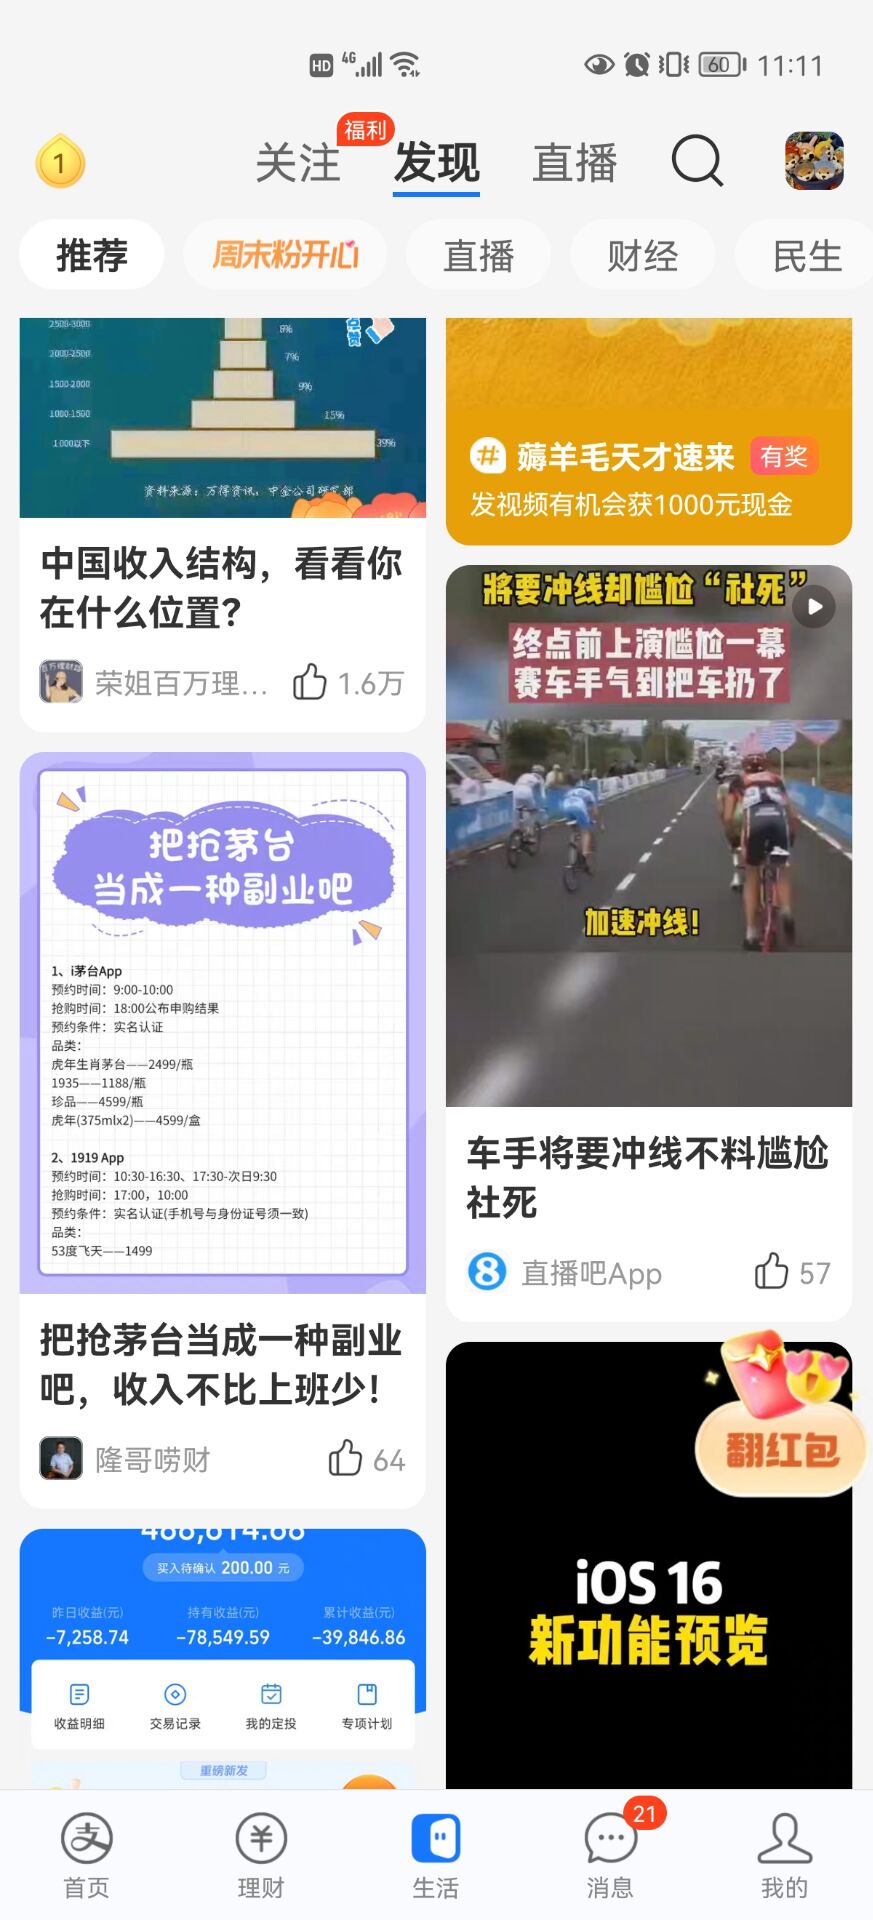 HD 4G 60 11:11
1
关注
福利
发现
直播
推荐
周末粉开心
直播
财经
民生
2500-3000 8%
2000-2500 7%
1500-2000 9%
1000-1500 15%
1000以下 39%
资料来源：万得资讯，中金公司研究部
中国收入结构，看看你
在什么位置？
荣姐百万理... 1.6万
把抢茅台
当成一种副业吧
1、i茅台App
预约时间：9:00-10:00
抢购时间：18:00公布申购结果
预约条件：实名认证
品类：
虎年生肖茅台——2499/瓶
1935——1188/瓶
珍品——4599/瓶
虎年(375mlx2)——4599/盒
2、1919 App
预约时间：10:30-16:30、17:30-次日9:30
抢购时间：17:00，10:00
预约条件：实名认证(手机号与身份证号须一致)
品类：
53度飞天——1499
把抢茅台当成一种副业
吧，收入不比上班少！
隆哥唠财 64
买入待确认 200.00 元
昨日收益(元) 持有收益(元) 累计收益(元)
-7,258.74 -78,549.59 -39,846.86
收益明细 交易记录 我的定投 专项计划
重磅新发
# 薅羊毛天才速来 有奖
发视频有机会获1000元现金
将要冲线却尴尬“社死”
终点前上演尴尬一幕
赛车手气到把车扔了
加速冲线！
车手将要冲线不料尴尬
社死
8 直播吧App 57
翻红包
iOS 16
新功能预览
支 ¥ 21
首页 理财 生活 消息 我的